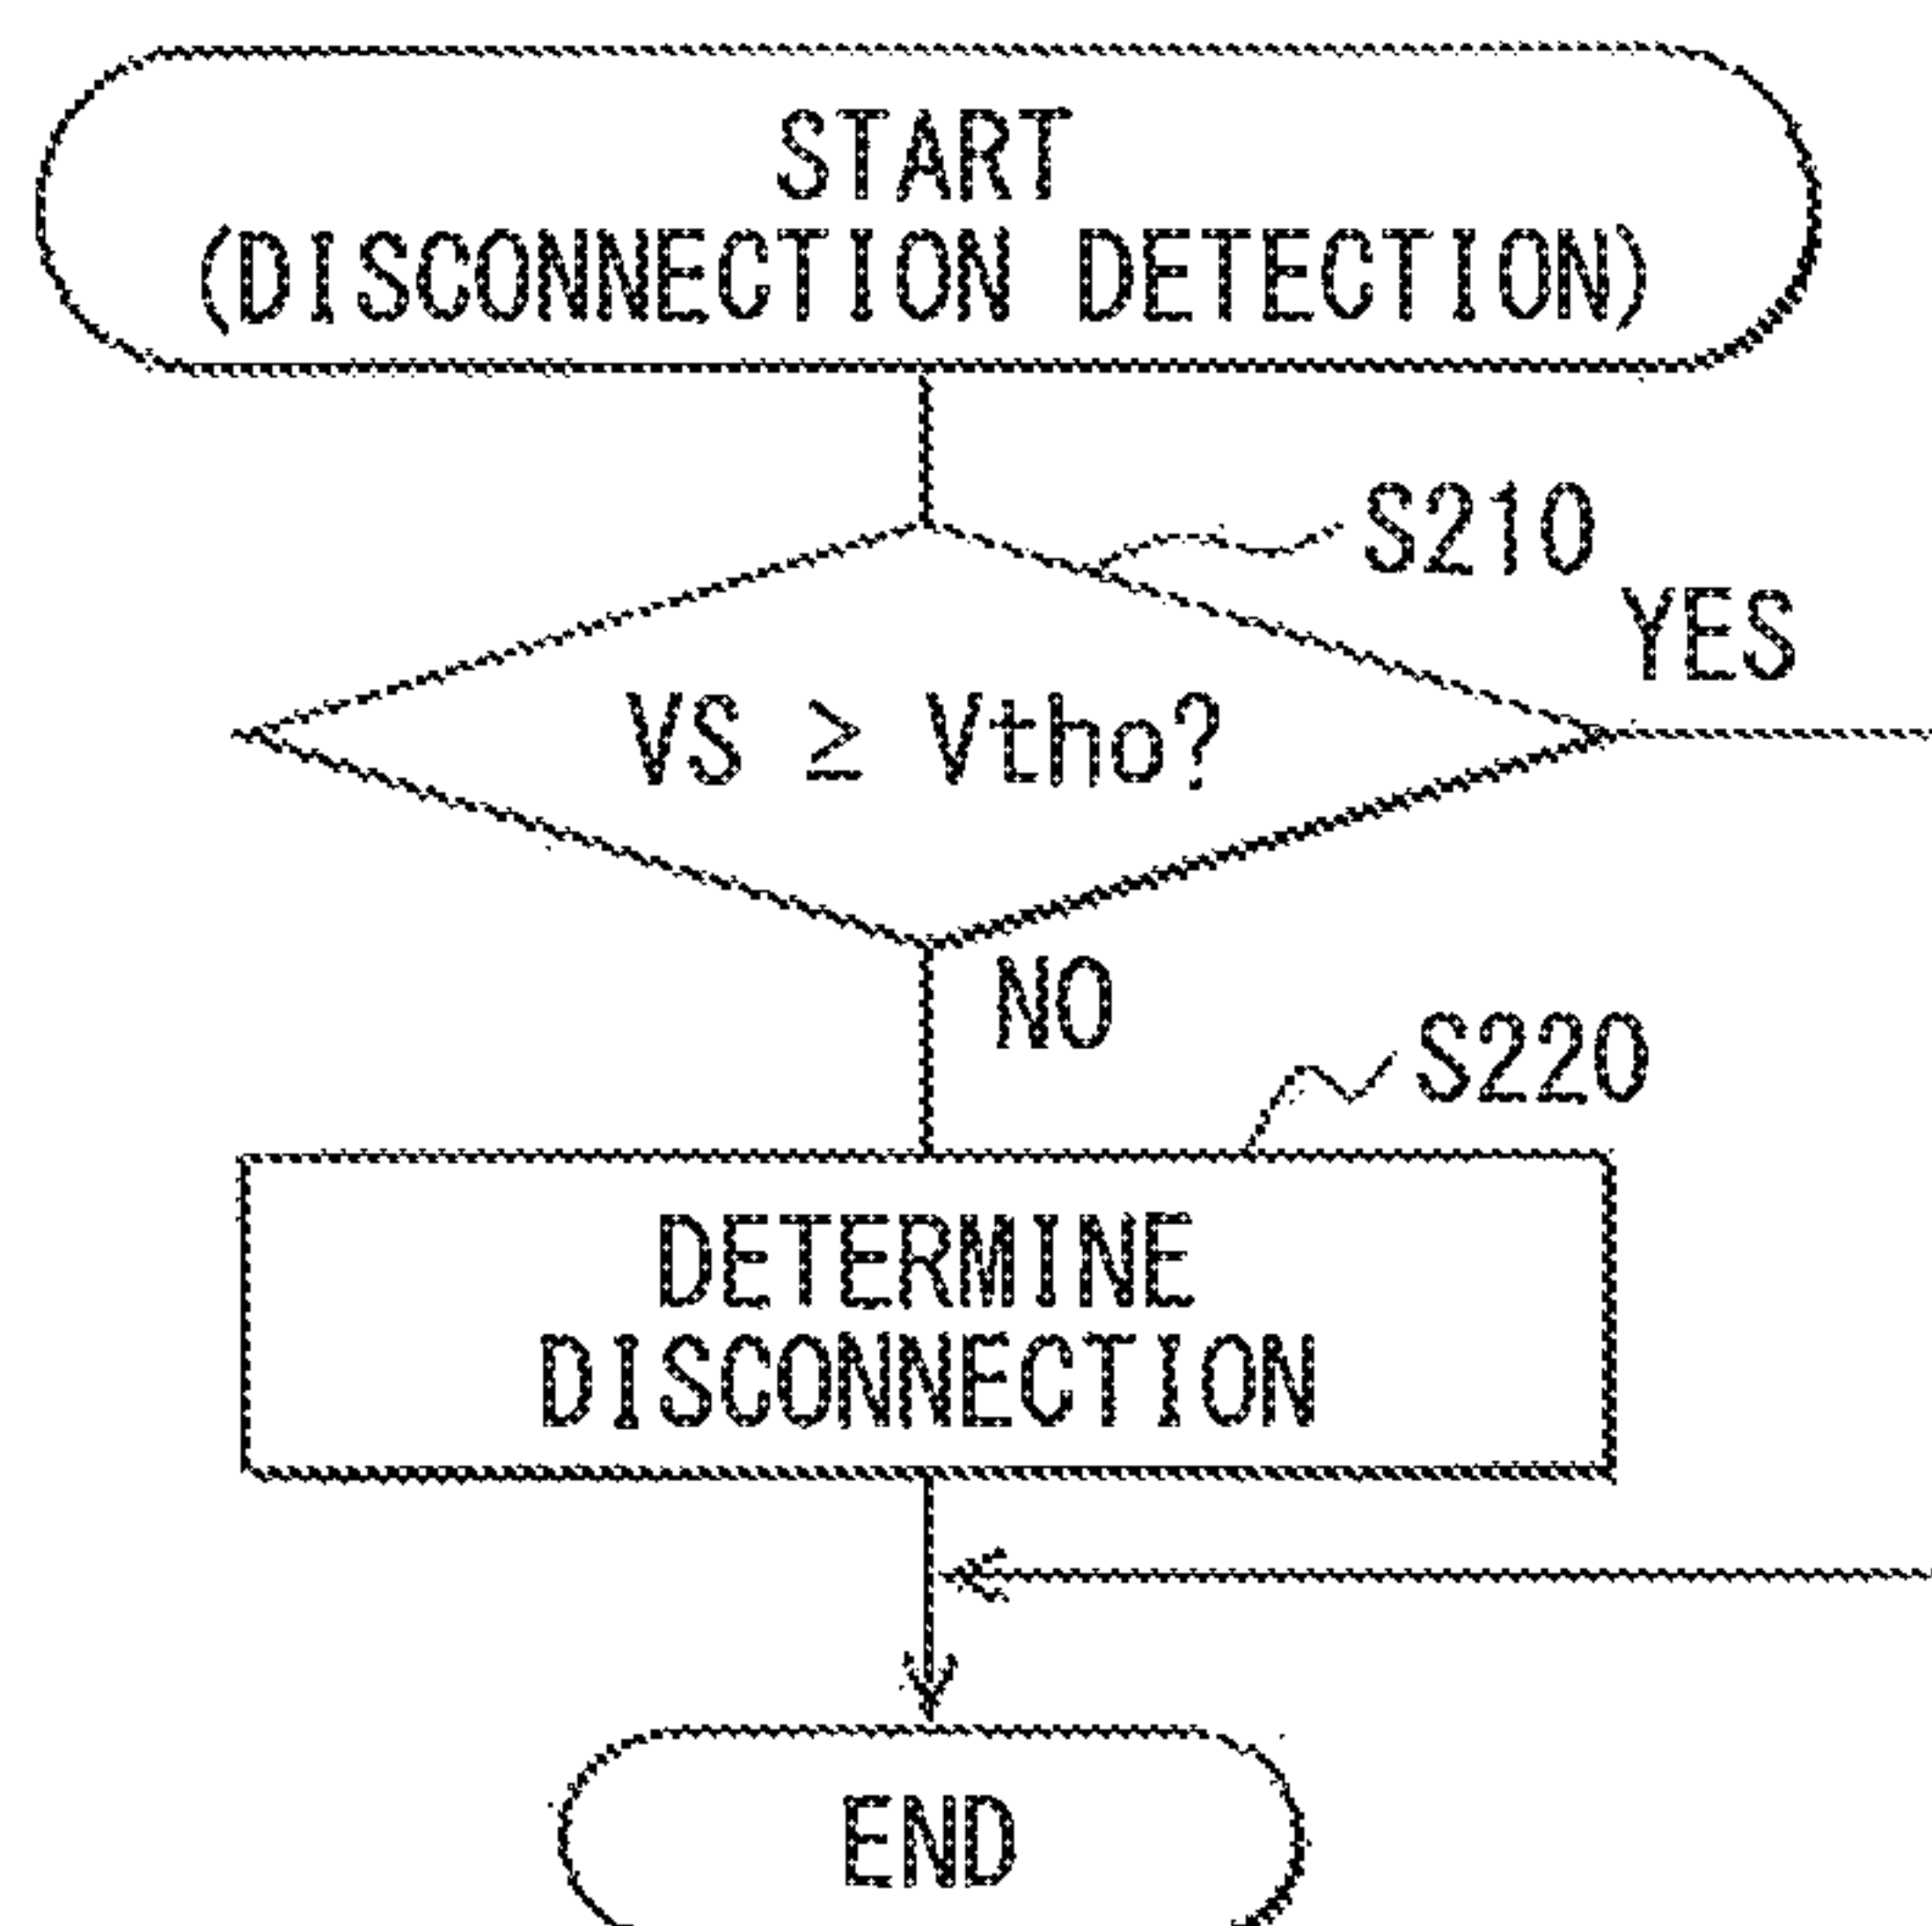 START
(DISCONNECTION DETECTION)
S210
YES
VS ≥ Vtho?
NO
S220
DETERMINE
DISCONNECTION
END